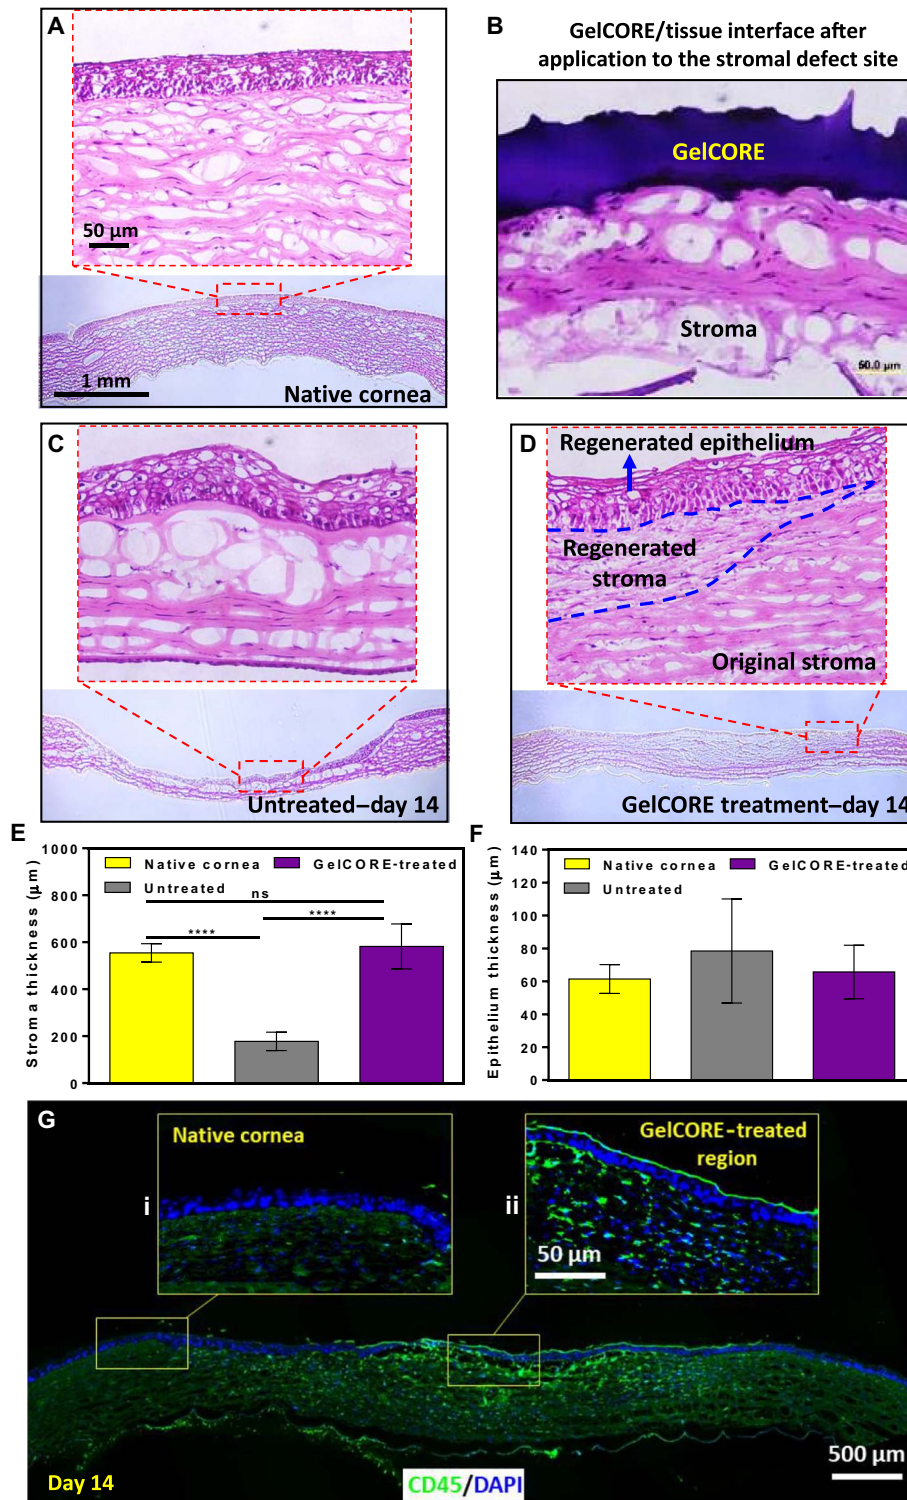 A
50 μm
1 mm
Native cornea
B
GelCORE/tissue interface after
application to the stromal defect site
GelCORE
Stroma
50.0 μm
C
Untreated–day 14
D
Regenerated epithelium
Regenerated
stroma
Original stroma
GelCORE treatment–day 14
E
Stroma thickness (μm)
1000
800
600
400
200
0
Native cornea
GelCORE-treated
Untreated
ns
****
****
F
Epithelium thickness (μm)
140
120
100
80
60
40
20
0
Native cornea
GelCORE-treated
Untreated
G
Native cornea
i
GelCORE-treated
region
ii
50 μm
500 μm
Day 14
CD45/DAPI